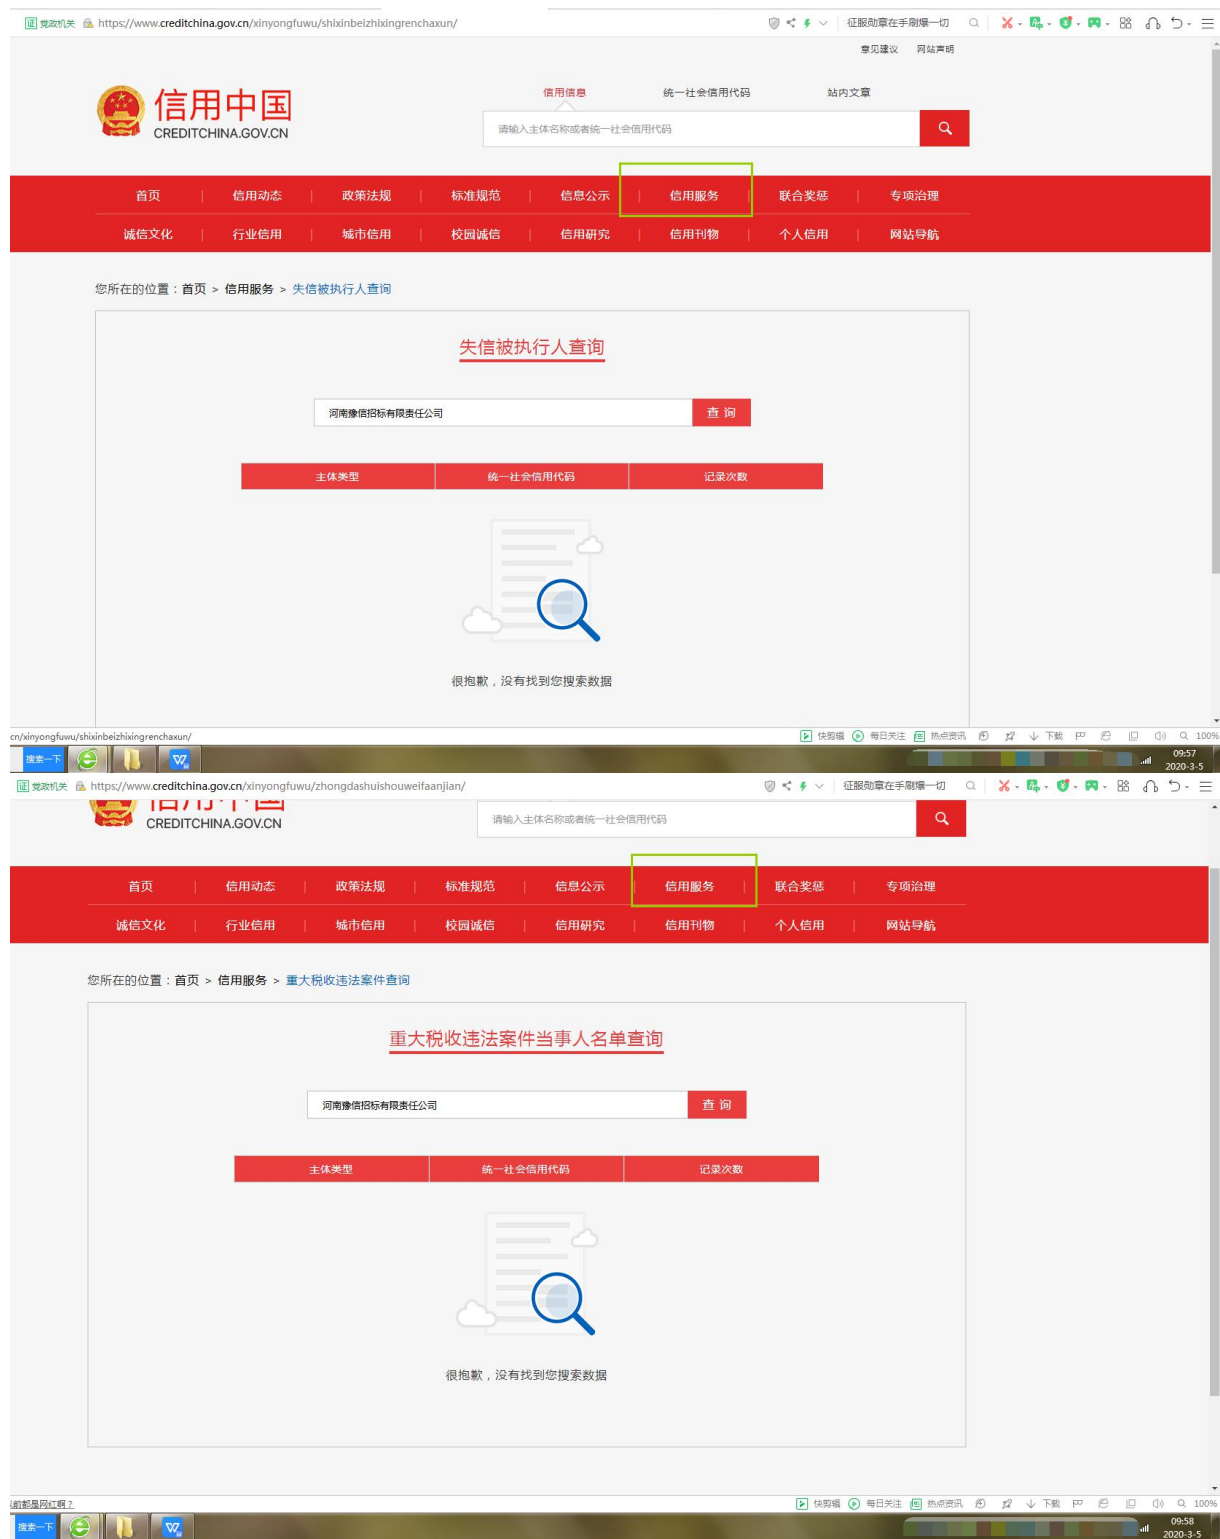 党政机关 https://www.creditchina.gov.cn/xinyongfuwu/shixinbeizhixingrenchaxun/ 征服勋章在手刷爆一切
意见建议 网站声明
信用信息 统一社会信用代码 站内文章
信用中国
CREDITCHINA.GOV.CN
请输入主体名称或者统一社会信用代码
首页 信用动态 政策法规 标准规范 信息公示 信用服务 联合奖惩 专项治理
诚信文化 行业信用 城市信用 校园诚信 信用研究 信用刊物 个人信用 网站导航
您所在的位置：首页 > 信用服务 > 失信被执行人查询
失信被执行人查询
河南豫信招标有限责任公司 查 询
主体类型 统一社会信用代码 记录次数
很抱歉，没有找到您搜索数据
cn/xinyongfuwu/shixinbeizhixingrenchaxun/ 快剪辑 每日关注 热点资讯 下载 100%
搜索一下 09:57
2020-3-5
党政机关 https://www.creditchina.gov.cn/xinyongfuwu/zhongdashuishouweifaanjian/ 征服勋章在手刷爆一切
信用中国
CREDITCHINA.GOV.CN
请输入主体名称或者统一社会信用代码
首页 信用动态 政策法规 标准规范 信息公示 信用服务 联合奖惩 专项治理
诚信文化 行业信用 城市信用 校园诚信 信用研究 信用刊物 个人信用 网站导航
您所在的位置：首页 > 信用服务 > 重大税收违法案件查询
重大税收违法案件当事人名单查询
河南豫信招标有限责任公司 查 询
主体类型 统一社会信用代码 记录次数
很抱歉，没有找到您搜索数据
前都是网红啊？ 快剪辑 每日关注 热点资讯 下载 100%
搜索一下 09:58
2020-3-5